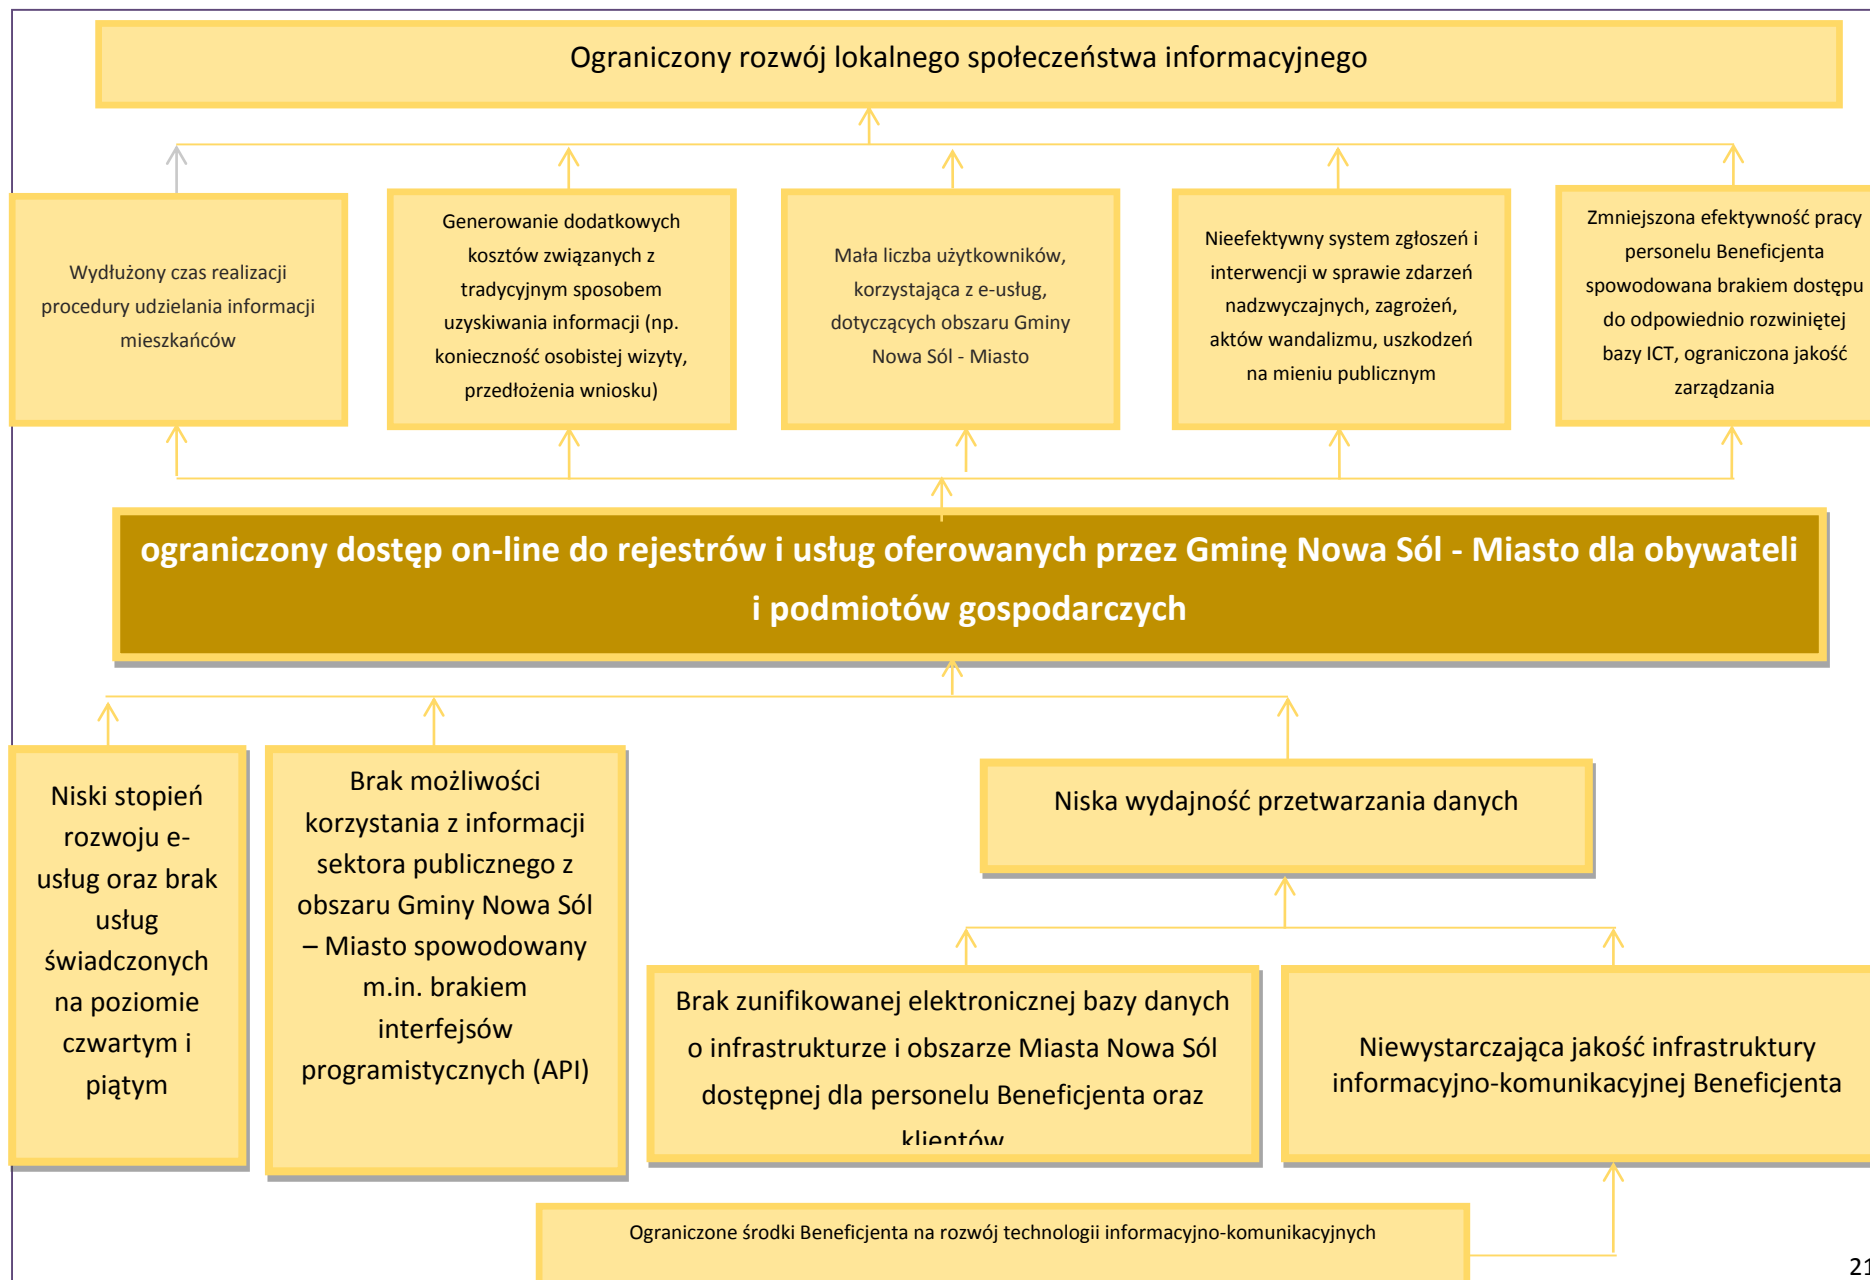 Ograniczony rozwój lokalnego społeczeństwa informacyjnego
Wydłużony czas realizacji
procedury udzielania informacji
mieszkańców
Generowanie dodatkowych
kosztów związanych z
tradycyjnym sposobem
uzyskiwania informacji (np.
konieczność osobistej wizyty,
przedłożenia wniosku)
Mała liczba użytkowników,
korzystająca z e-usług,
dotyczących obszaru Gminy
Nowa Sól - Miasto
Nieefektywny system zgłoszeń i
interwencji w sprawie zdarzeń
nadzwyczajnych, zagrożeń,
aktów wandalizmu, uszkodzeń
na mieniu publicznym
Zmniejszona efektywność pracy
personelu Beneficjenta
spowodowana brakiem dostępu
do odpowiednio rozwiniętej
bazy ICT, ograniczona jakość
zarządzania
ograniczony dostęp on-line do rejestrów i usług oferowanych przez Gminę Nowa Sól - Miasto dla obywateli
i podmiotów gospodarczych
Niski stopień
rozwoju e-
usług oraz brak
usług
świadczonych
na poziomie
czwartym i
piątym
Brak możliwości
korzystania z informacji
sektora publicznego z
obszaru Gminy Nowa Sól
– Miasto spowodowany
m.in. brakiem
interfejsów
programistycznych (API)
Niska wydajność przetwarzania danych
Brak zunifikowanej elektronicznej bazy danych
o infrastrukturze i obszarze Miasta Nowa Sól
dostępnej dla personelu Beneficjenta oraz
klientów
Niewystarczająca jakość infrastruktury
informacyjno-komunikacyjnej Beneficjenta
Ograniczone środki Beneficjenta na rozwój technologii informacyjno-komunikacyjnych
21